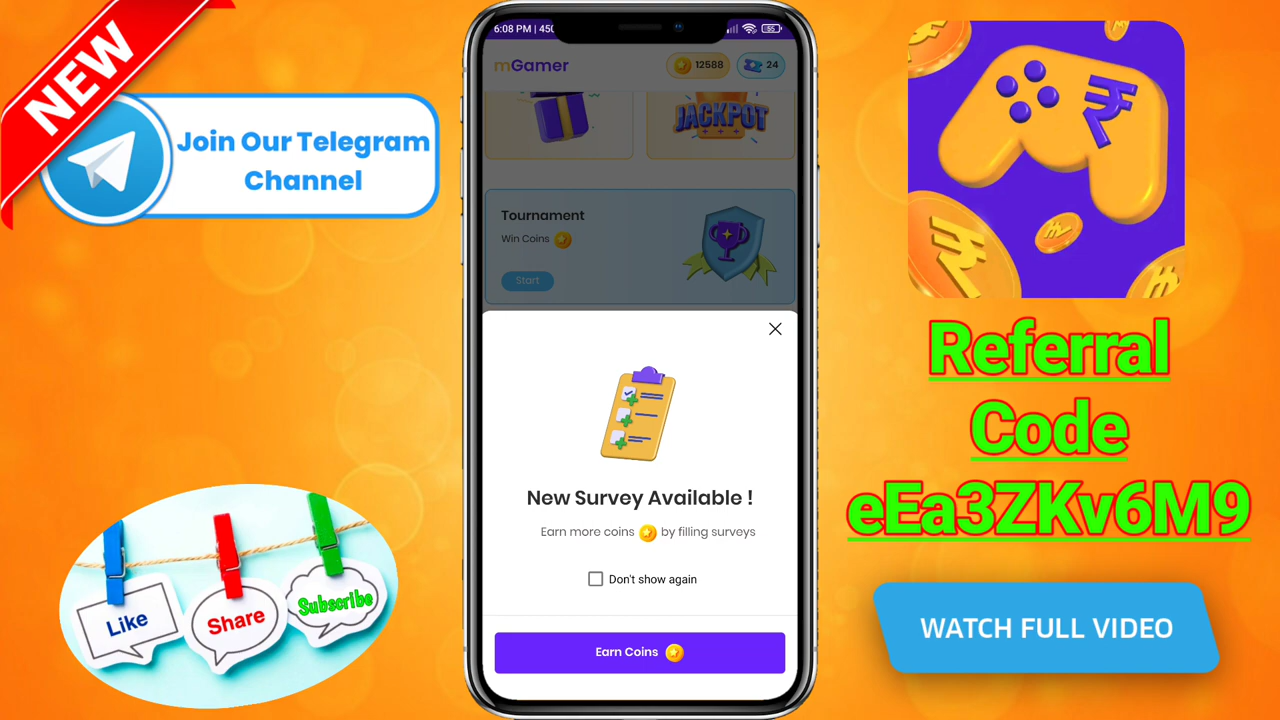 NEW
Join Our Telegram
Channel
6:08 PM | 450
mGamer
12588
24
JACKPOT
Tournament
Win Coins
Start
New Survey Available !
Earn more coins by filling surveys
Don't show again
Earn Coins
Referral
Code
eEa3ZKv6M9
WATCH FULL VIDEO
Like
Share
Subscribe